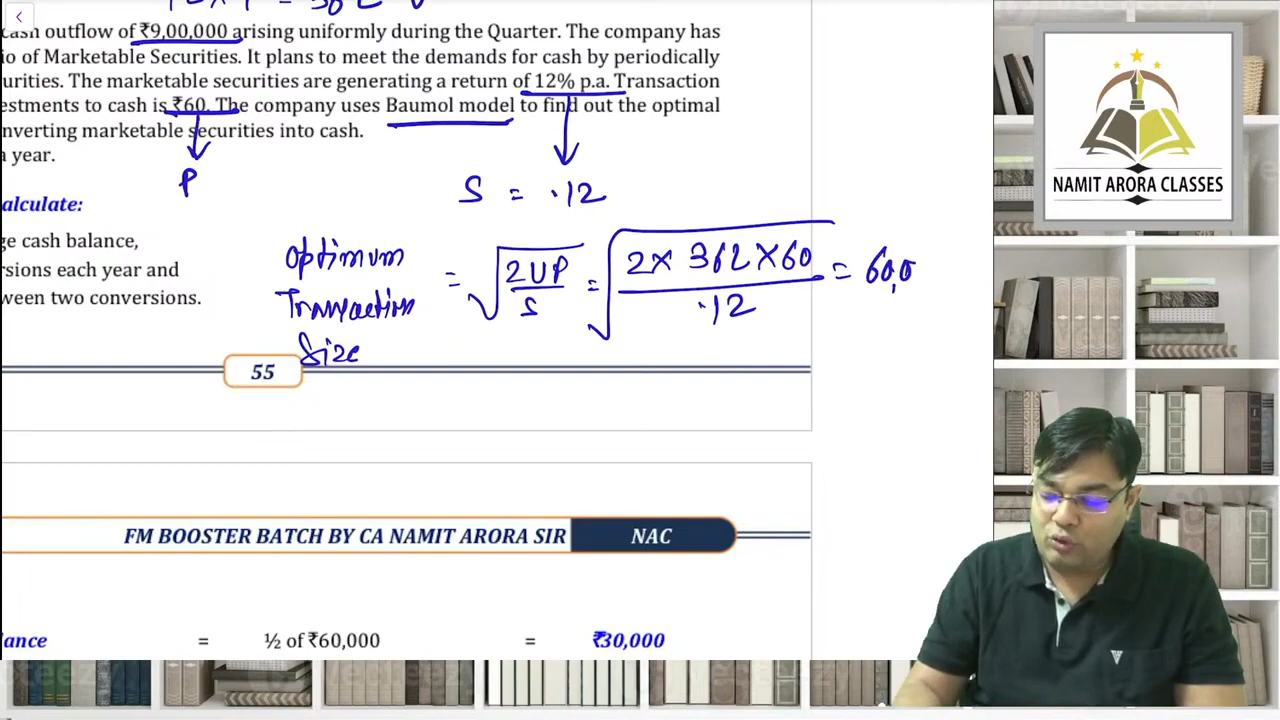 cash outflow of ₹9,00,000 arising uniformly during the Quarter. The company has
io of Marketable Securities. It plans to meet the demands for cash by periodically
urities. The marketable securities are generating a return of 12% p.a. Transaction
estments to cash is ₹60. The company uses Baumol model to find out the optimal
nverting marketable securities into cash.
a year.
P
S = .12
alculate:
ge cash balance,
rsions each year and
ween two conversions.
Optimum
Transaction
Size
= √2UP/S = √2 × 36L × 60/.12 = 60,0
55
FM BOOSTER BATCH BY CA NAMIT ARORA SIR NAC
ance = ½ of ₹60,000 = ₹30,000
NAMIT ARORA CLASSES